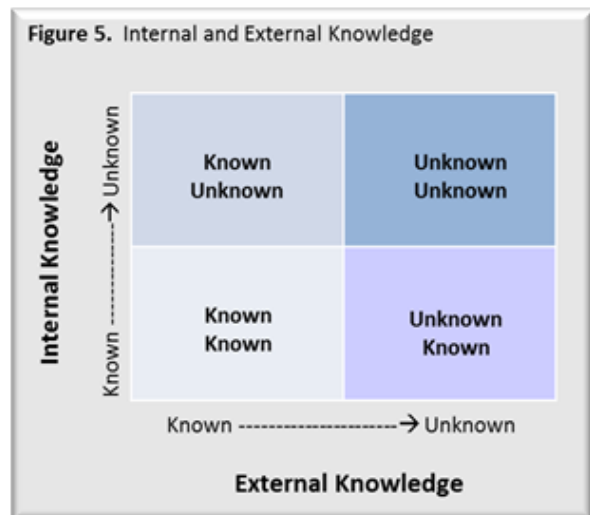 Figure 5. Internal and External Knowledge
Internal Knowledge
Known ----------→ Unknown
Known
Unknown
Unknown
Unknown
Known
Known
Unknown
Known
Known ----------------------→ Unknown
External Knowledge